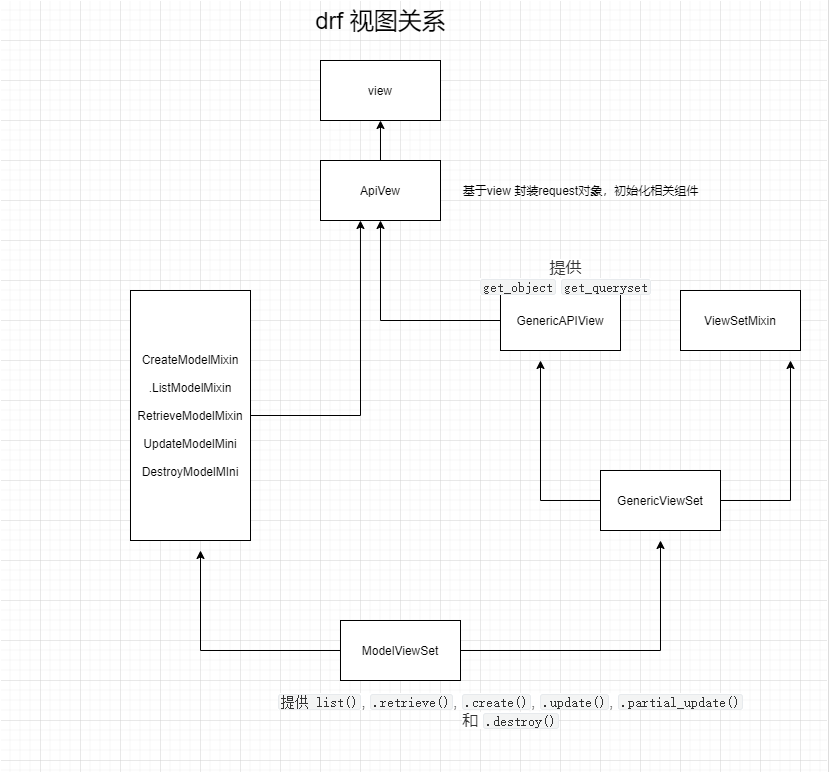 drf 视图关系
view
ApiVew
基于view 封装request对象，初始化相关组件
提供
get_object get_queryset
GenericAPIView
ViewSetMixin
CreateModelMixin
.ListModelMixin
RetrieveModelMixin
UpdateModelMini
DestroyModelMIni
GenericViewSet
ModelViewSet
提供 list(), .retrieve(), .create(), .update(), .partial_update()
和 .destroy()